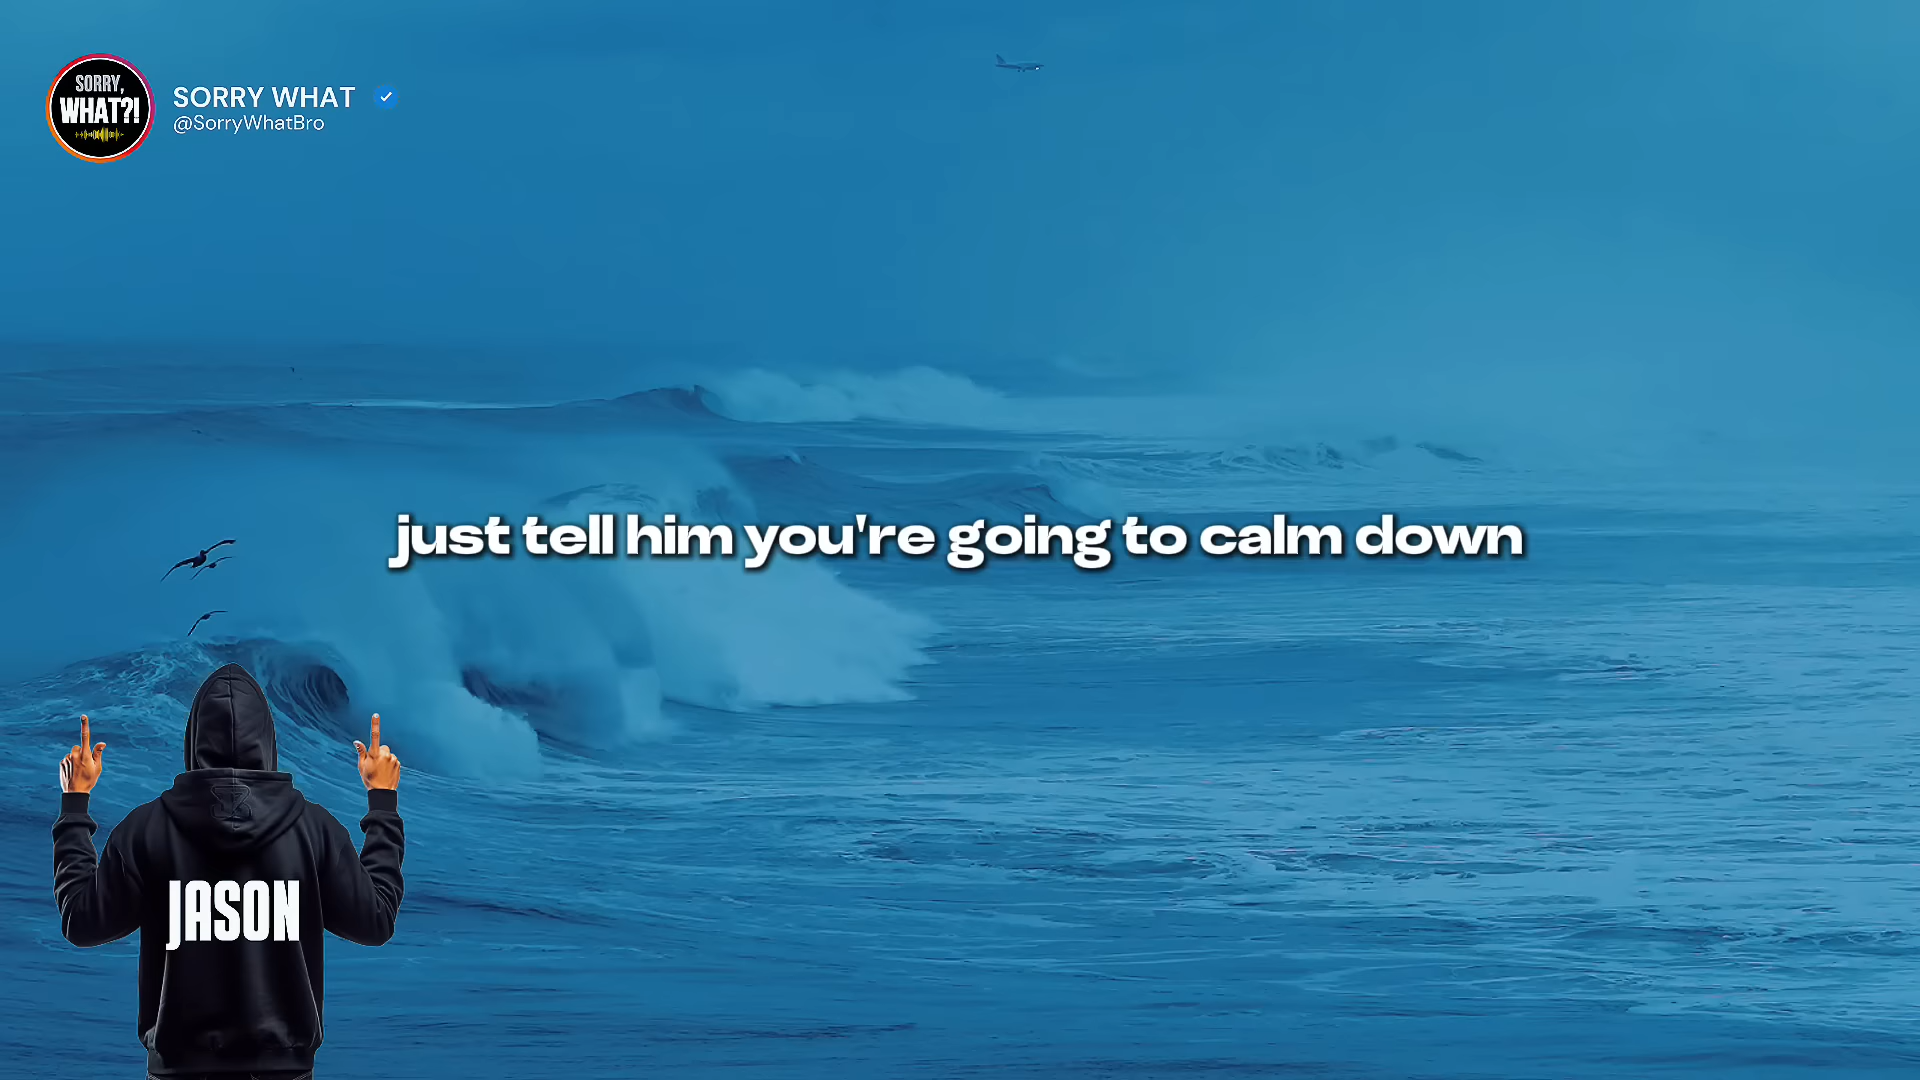 SORRY,
WHAT?!
SORRY WHAT
@SorryWhatBro
just tell him you're going to calm down
JASON